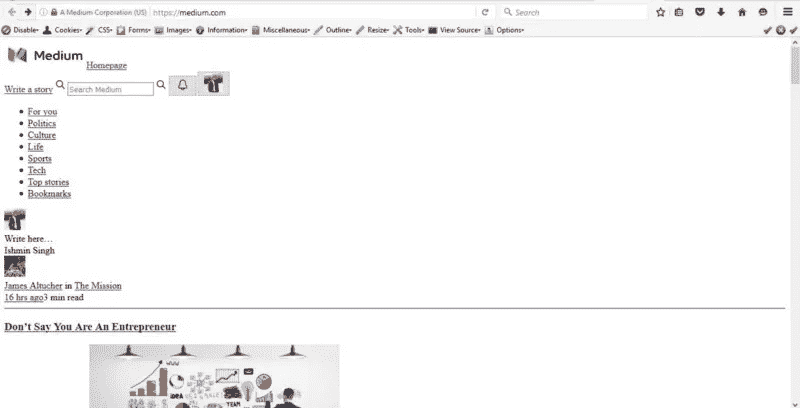 A Medium Corporation (US) https://medium.com Search
Disable Cookies CSS Forms Images Information Miscellaneous Outline Resize Tools View Source Options
Medium Homepage
Write a story Search Medium
For you
Politics
Culture
Life
Sports
Tech
Top stories
Bookmarks
Write here…
Ishmin Singh
James Altucher in The Mission
16 hrs ago3 min read
Don't Say You Are An Entrepreneur
IDEA
SALES
TEAM